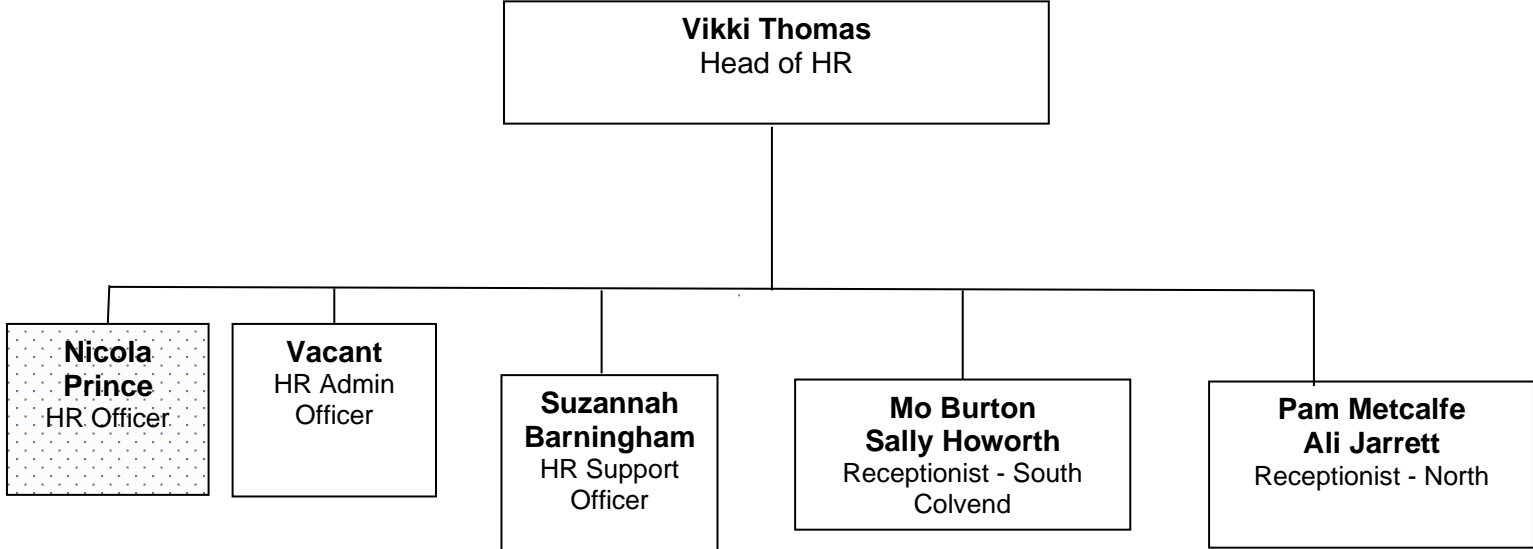 Vikki Thomas
Head of HR
Nicola
Prince
HR Officer
Vacant
HR Admin
Officer
Suzannah
Barningham
HR Support
Officer
Mo Burton
Sally Howorth
Receptionist - South
Colvend
Pam Metcalfe
Ali Jarrett
Receptionist - North